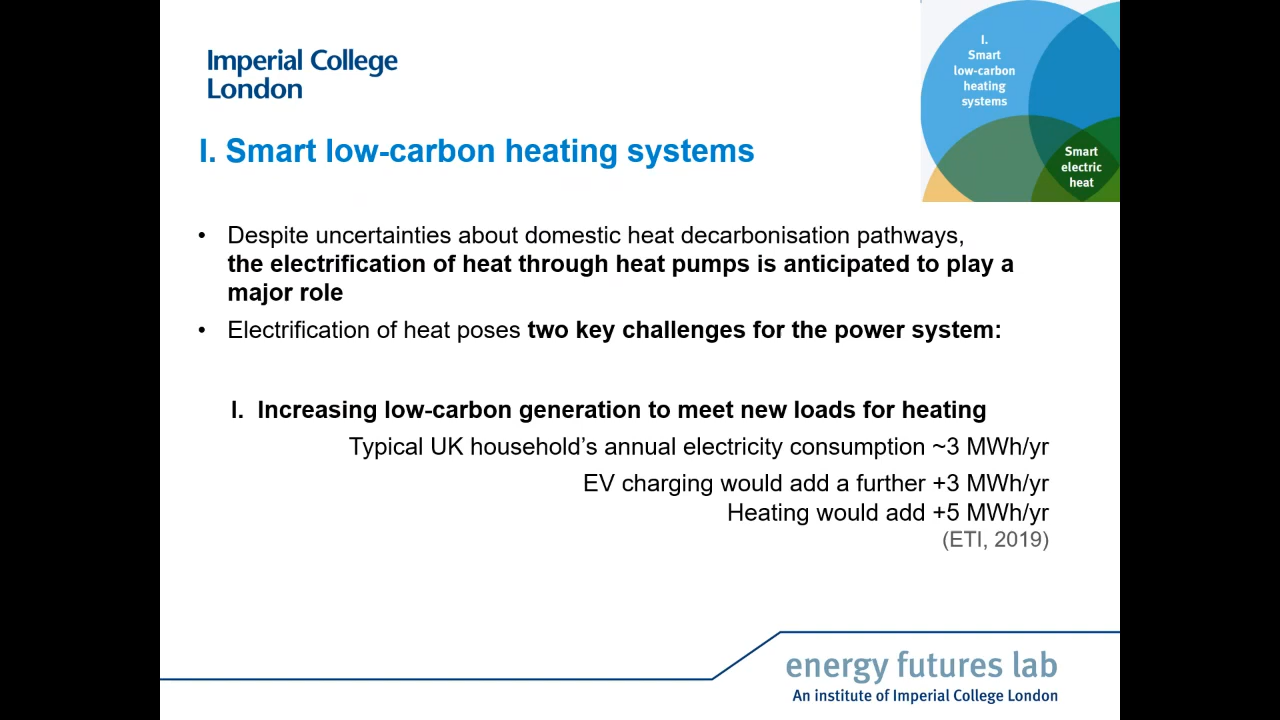 Imperial College
London
I.
Smart
low-carbon
heating
systems
Smart
electric
heat
I. Smart low-carbon heating systems
• Despite uncertainties about domestic heat decarbonisation pathways,
the electrification of heat through heat pumps is anticipated to play a
major role
• Electrification of heat poses two key challenges for the power system:
I. Increasing low-carbon generation to meet new loads for heating
Typical UK household’s annual electricity consumption ~3 MWh/yr
EV charging would add a further +3 MWh/yr
Heating would add +5 MWh/yr
(ETI, 2019)
energy futures lab
An institute of Imperial College London